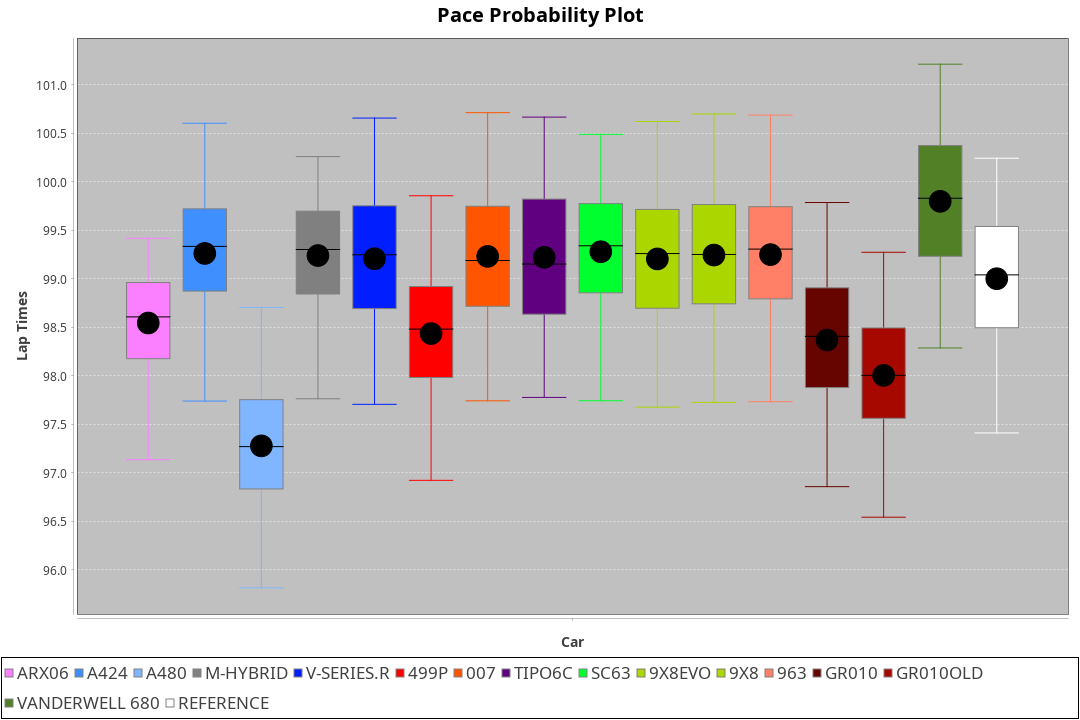 Pace Probability Plot
101.0
100.5
100.0
99.5
99.0
98.5
98.0
97.5
97.0
96.5
96.0
Lap Times
Car
ARX06 A424 A480 M-HYBRID V-SERIES.R 499P 007 TIPO6C SC63 9X8EVO 9X8 963 GR010 GR010OLD
VANDERWELL 680 REFERENCE